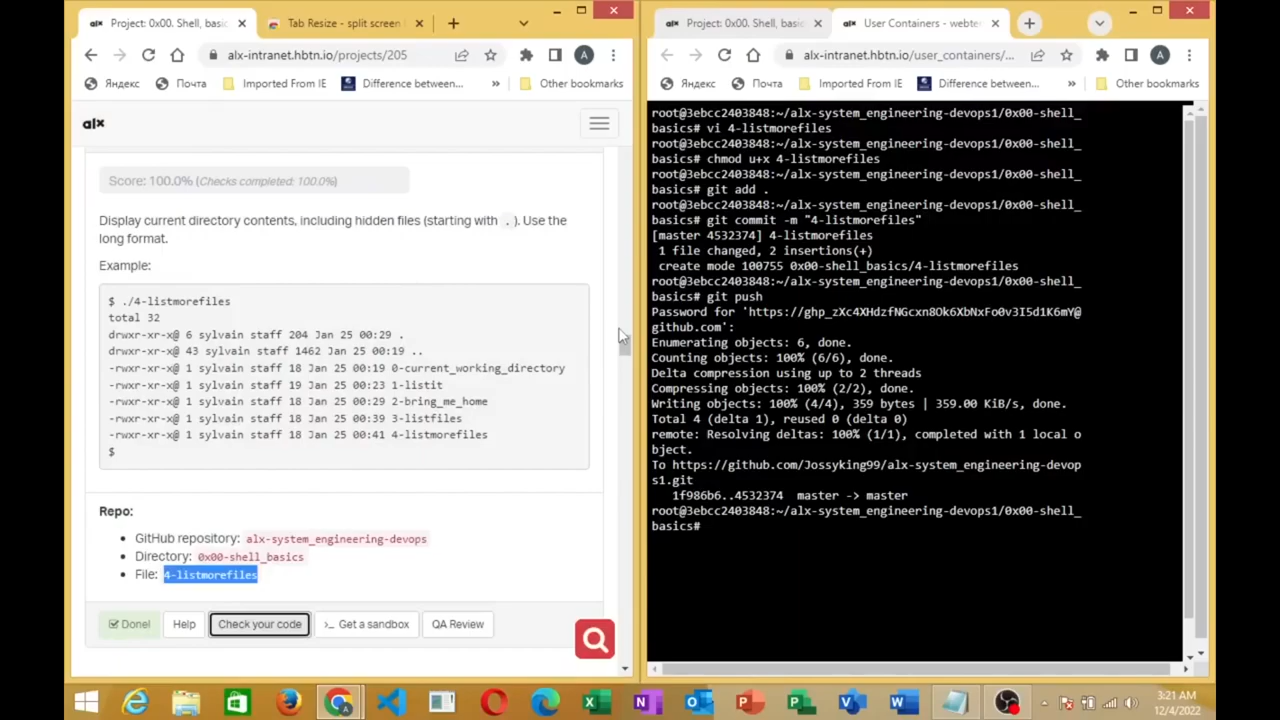 Project: 0x00. Shell, basic
Tab Resize - split screen
alx-intranet.hbtn.io/projects/205
Яндекс
Почта
Imported From IE
Difference between...
»
Other bookmarks
alx
Score: 100.0% (Checks completed: 100.0%)
Display current directory contents, including hidden files (starting with . ). Use the
long format.
Example:
$ ./4-listmorefiles
total 32
drwxr-xr-x@ 6 sylvain staff 204 Jan 25 00:29 .
drwxr-xr-x@ 43 sylvain staff 1462 Jan 25 00:19 ..
-rwxr-xr-x@ 1 sylvain staff 18 Jan 25 00:19 0-current_working_directory
-rwxr-xr-x@ 1 sylvain staff 19 Jan 25 00:23 1-listit
-rwxr-xr-x@ 1 sylvain staff 18 Jan 25 00:29 2-bring_me_home
-rwxr-xr-x@ 1 sylvain staff 18 Jan 25 00:39 3-listfiles
-rwxr-xr-x@ 1 sylvain staff 18 Jan 25 00:41 4-listmorefiles
$
Repo:
GitHub repository: alx-system_engineering-devops
Directory: 0x00-shell_basics
File: 4-listmorefiles
Done!
Help
Check your code
>_ Get a sandbox
QA Review
Project: 0x00. Shell, basic
User Containers - webter
alx-intranet.hbtn.io/user_containers/...
Яндекс
Почта
Imported From IE
Difference between...
»
Other bookmarks
root@3ebcc2403848:~/alx-system_engineering-devops1/0x00-shell_
basics# vi 4-listmorefiles
root@3ebcc2403848:~/alx-system_engineering-devops1/0x00-shell_
basics# chmod u+x 4-listmorefiles
root@3ebcc2403848:~/alx-system_engineering-devops1/0x00-shell_
basics# git add .
root@3ebcc2403848:~/alx-system_engineering-devops1/0x00-shell_
basics# git commit -m "4-listmorefiles"
[master 4532374] 4-listmorefiles
1 file changed, 2 insertions(+)
create mode 100755 0x00-shell_basics/4-listmorefiles
root@3ebcc2403848:~/alx-system_engineering-devops1/0x00-shell_
basics# git push
Password for 'https://ghp_zXc4XHdzfNGcxn8Ok6XbNxFo0v3I5d1K6mY@
github.com':
Enumerating objects: 6, done.
Counting objects: 100% (6/6), done.
Delta compression using up to 2 threads
Compressing objects: 100% (2/2), done.
Writing objects: 100% (4/4), 359 bytes | 359.00 KiB/s, done.
Total 4 (delta 1), reused 0 (delta 0)
remote: Resolving deltas: 100% (1/1), completed with 1 local o
bject.
To https://github.com/Jossyking99/alx-system_engineering-devop
s1.git
1f986b6..4532374 master -> master
root@3ebcc2403848:~/alx-system_engineering-devops1/0x00-shell_
basics#
3:21 AM
12/4/2022